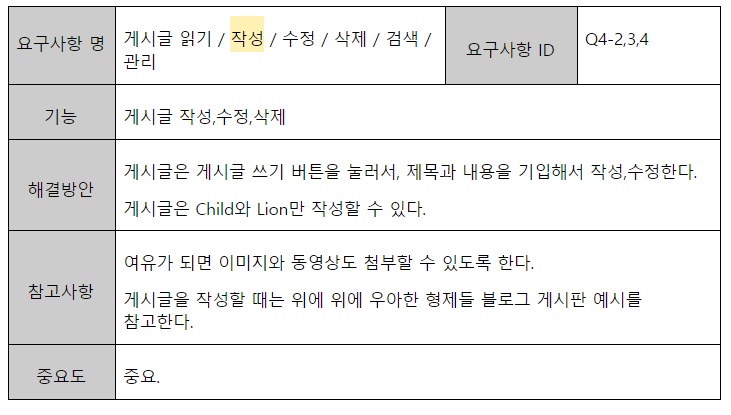 요구사항 명
게시글 읽기 / 작성 / 수정 / 삭제 / 검색 /
관리
요구사항 ID
Q4-2,3,4
기능
게시글 작성,수정,삭제
해결방안
게시글은 게시글 쓰기 버튼을 눌러서, 제목과 내용을 기입해서 작성,수정한다.
게시글은 Child와 Lion만 작성할 수 있다.
참고사항
여유가 되면 이미지와 동영상도 첨부할 수 있도록 한다.
게시글을 작성할 때는 위에 위에 우아한 형제들 블로그 게시판 예시를
참고한다.
중요도
중요.